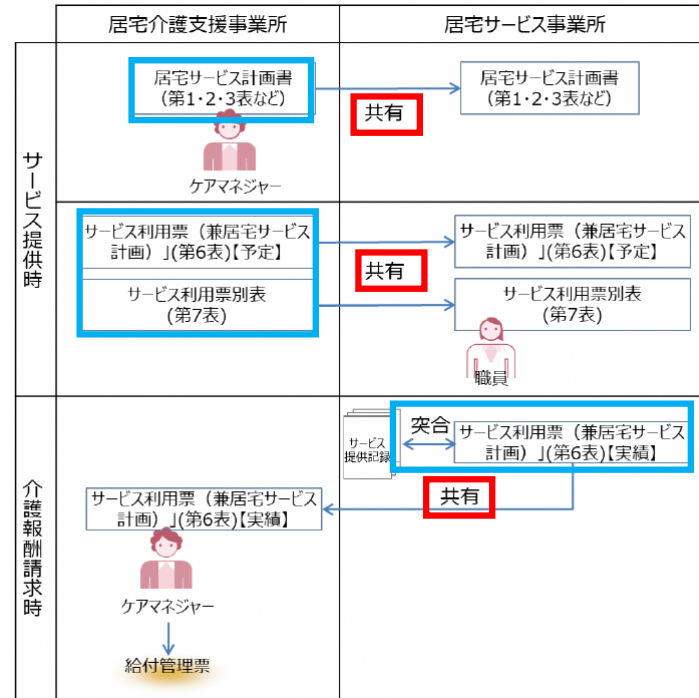 居宅介護支援事業所
居宅サービス事業所
サービス提供時
居宅サービス計画書
（第1・2・3表など）
共有
居宅サービス計画書
（第1・2・3表など）
ケアマネジャー
サービス利用票（兼居宅サービス
計画）」(第6表)【予定】
共有
サービス利用票（兼居宅サービス
計画）」(第6表)【予定】
サービス利用票別表
(第7表)
サービス利用票別表
(第7表)
職員
介護報酬請求時
サービス
提供記録
突合
サービス利用票（兼居宅サービス
計画）」(第6表)【実績】
共有
サービス利用票（兼居宅サービス
計画）」(第6表)【実績】
ケアマネジャー
給付管理票